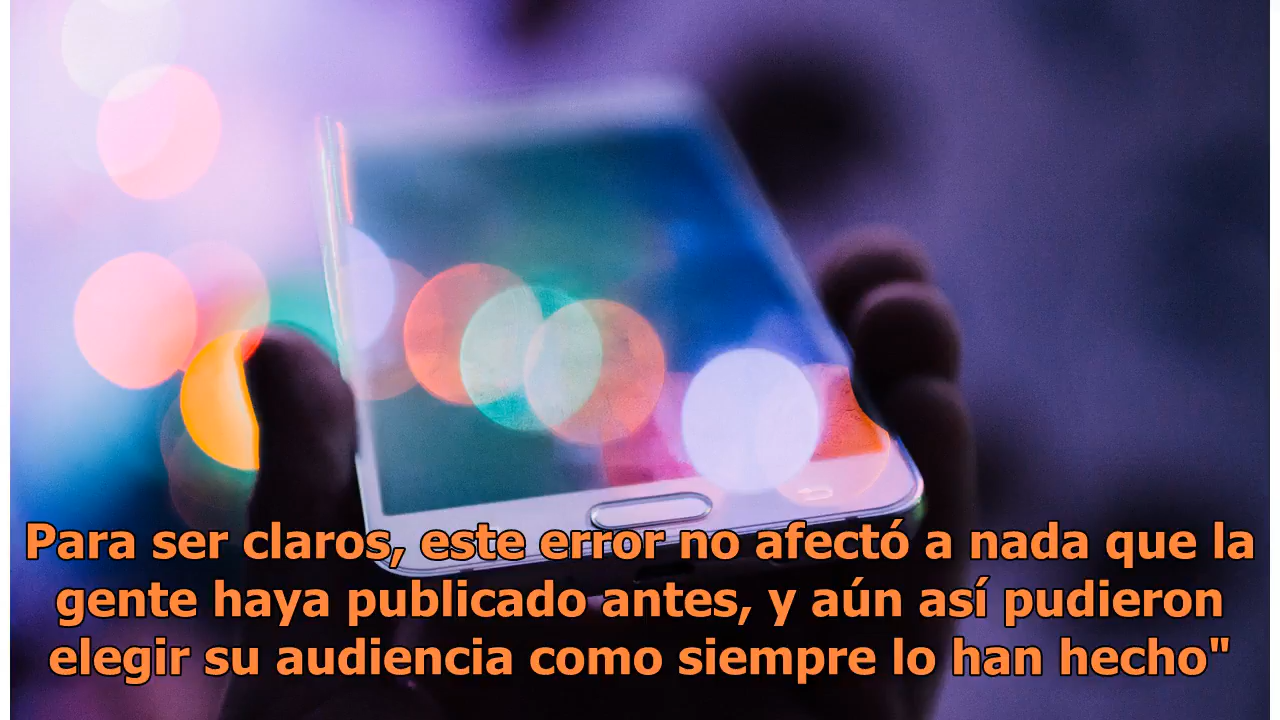 Para ser claros, este error no afectó a nada que la
gente haya publicado antes, y aún así pudieron
elegir su audiencia como siempre lo han hecho"